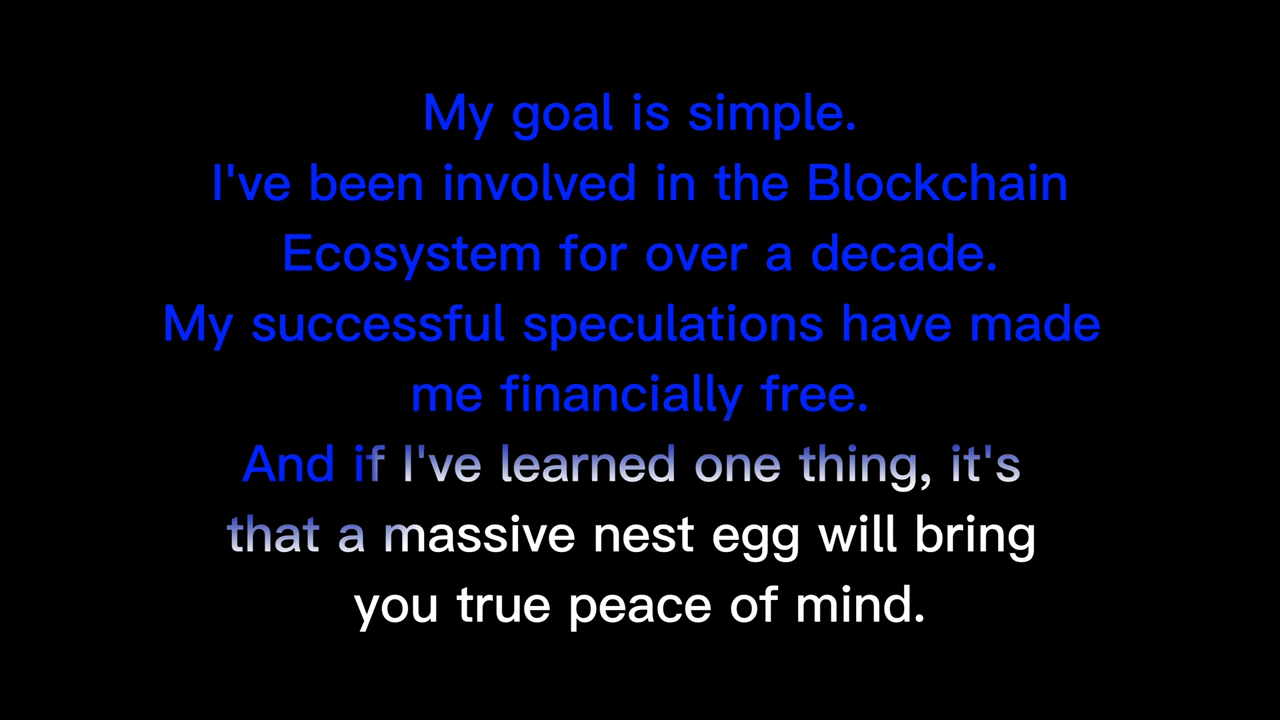 My goal is simple.
I've been involved in the Blockchain
Ecosystem for over a decade.
My successful speculations have made
me financially free.
And if I've learned one thing, it's
that a massive nest egg will bring
you true peace of mind.